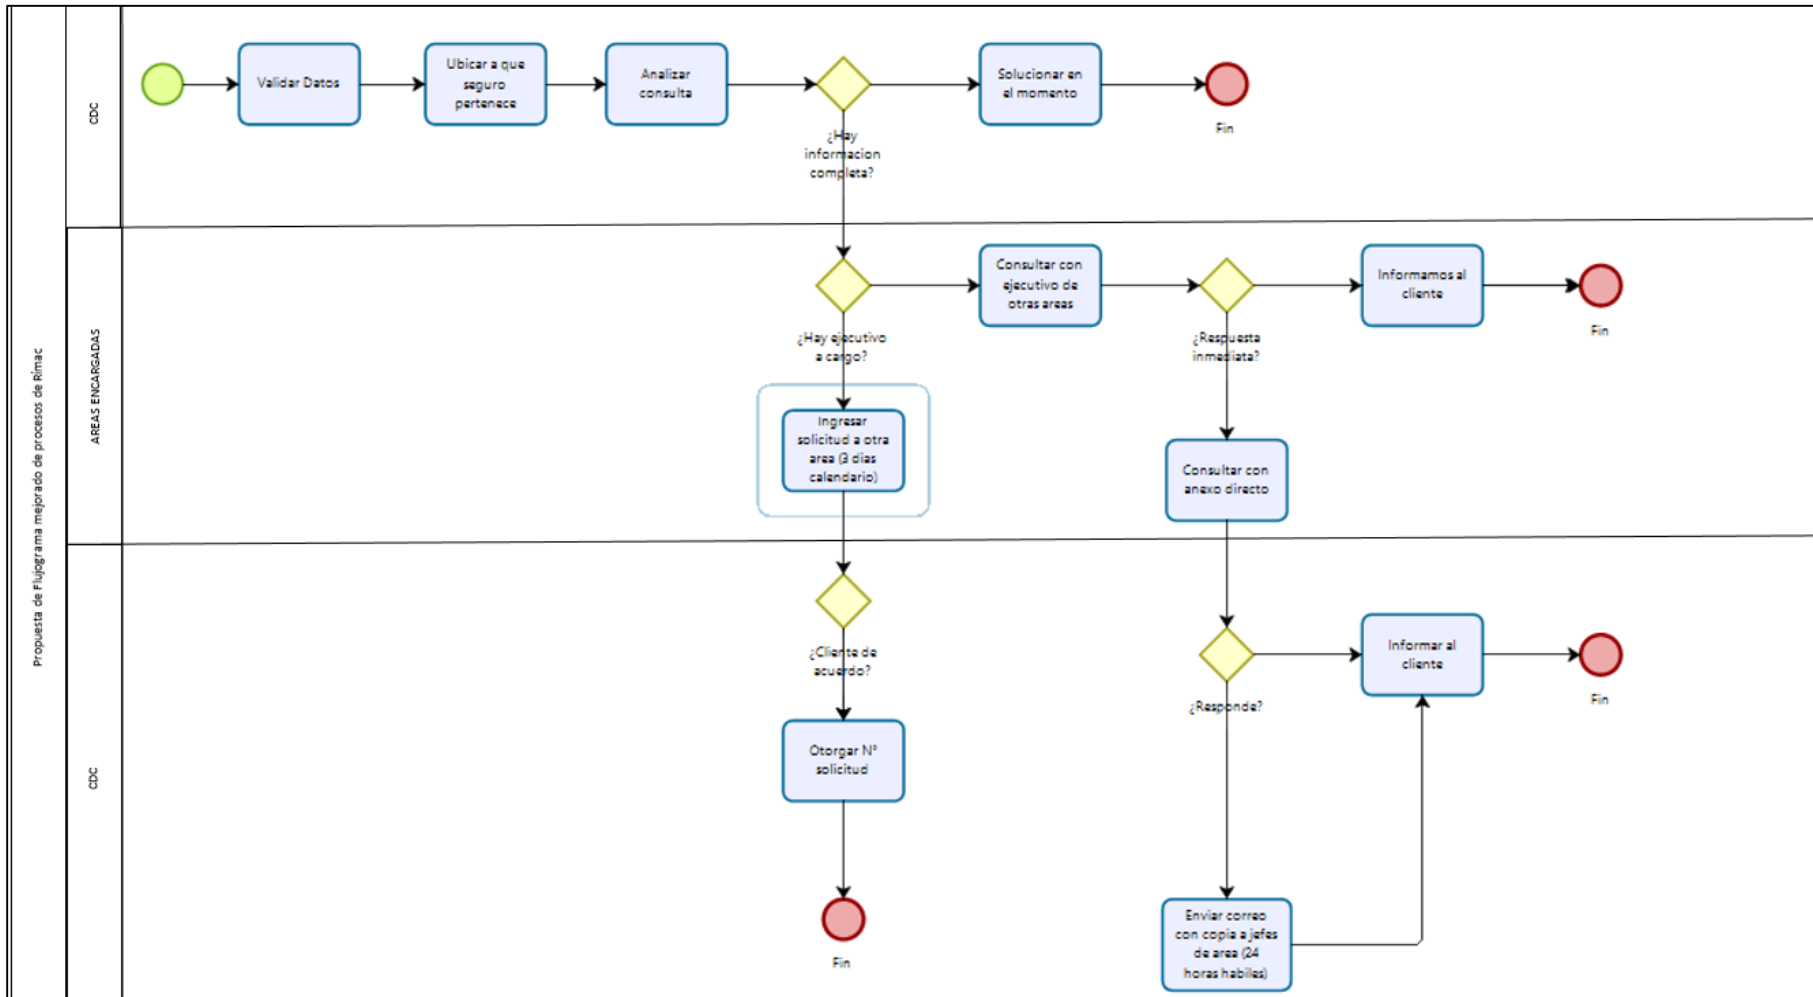 Propuesta de Flujograma mejorado de procesos de Rimac
CDC
Validar Datos
Ubicar a que
seguro
pertenece
Analizar
consulta
¿Hay
informacion
completa?
Solucionar en
el momento
Fin
AREAS ENCARGADAS
¿Hay ejecutivo
a cargo?
Consultar con
ejecutivo de
otras areas
¿Respuesta
inmediata?
Informamos al
cliente
Fin
Ingresar
solicitud a otra
area (3 dias
calendario)
Consultar con
anexo directo
CDC
¿Cliente de
acuerdo?
Otorgar N°
solicitud
Fin
¿Responde?
Informar al
cliente
Fin
Enviar correo
con copia a jefes
de area (24
horas habiles)